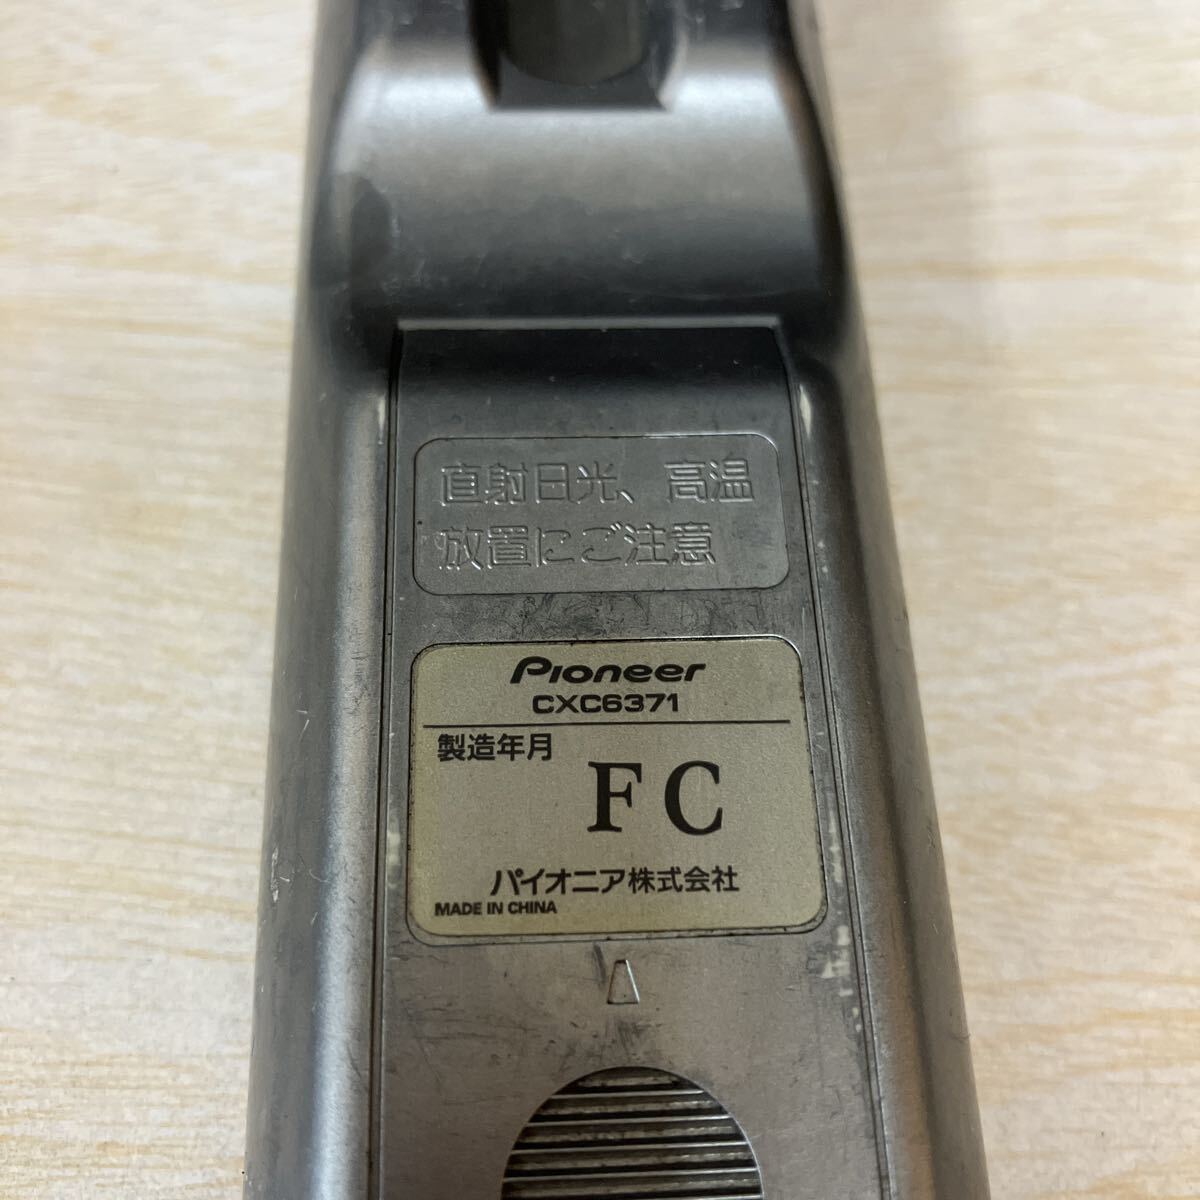 直射日光、高温
放置にご注意
Pioneer
CXC6371
製造年月
FC
パイオニア株式会社
MADE IN CHINA